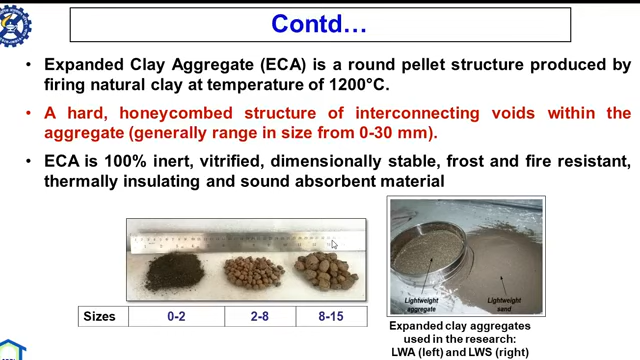 Contd…
• Expanded Clay Aggregate (ECA) is a round pellet structure produced by
firing natural clay at temperature of 1200°C.
• A hard, honeycombed structure of interconnecting voids within the
aggregate (generally range in size from 0-30 mm).
• ECA is 100% inert, vitrified, dimensionally stable, frost and fire resistant,
thermally insulating and sound absorbent material
Lightweight
aggregate
Lightweight
sand
Sizes 0-2 2-8 8-15
Expanded clay aggregates
used in the research:
LWA (left) and LWS (right)